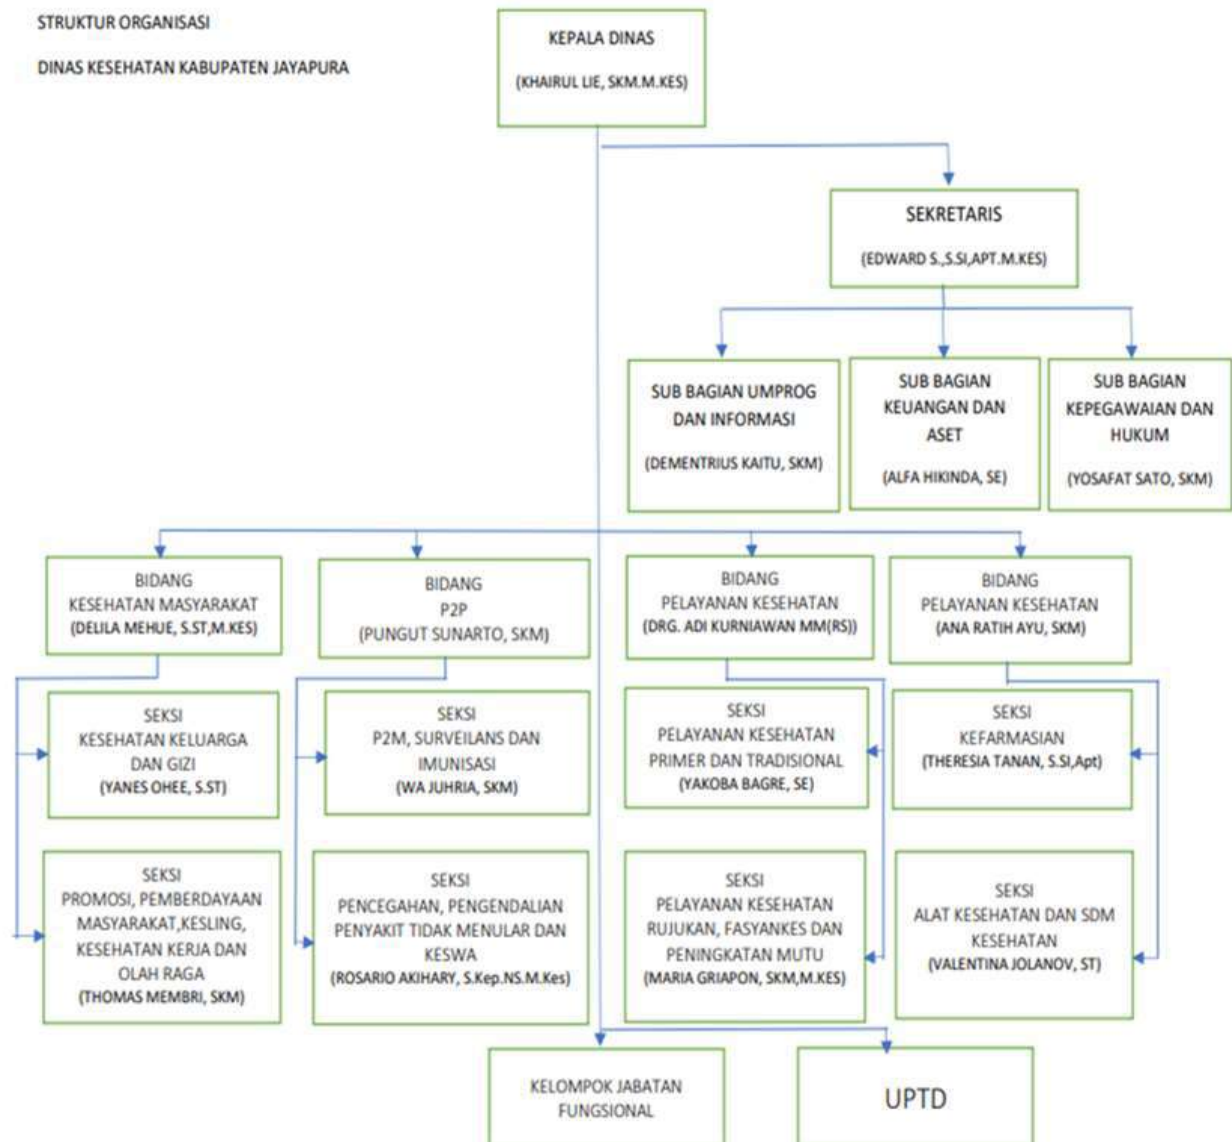 STRUKTUR ORGANISASI
DINAS KESEHATAN KABUPATEN JAYAPURA
KEPALA DINAS
(KHAIRUL LIE, SKM.M.KES)
SEKRETARIS
(EDWARD S.,S.SI,APT.M.KES)
SUB BAGIAN UMPROG
DAN INFORMASI
(DEMENTRIUS KAITU, SKM)
SUB BAGIAN
KEUANGAN DAN
ASET
(ALFA HIKINDA, SE)
SUB BAGIAN
KEPEGAWAIAN DAN
HUKUM
(YOSAFAT SATO, SKM)
BIDANG
KESEHATAN MASYARAKAT
(DELILA MEHUE, S.ST,M.KES)
BIDANG
P2P
(PUNGUT SUNARTO, SKM)
BIDANG
PELAYANAN KESEHATAN
(DRG. ADI KURNIAWAN MM(RS))
BIDANG
PELAYANAN KESEHATAN
(ANA RATIH AYU, SKM)
SEKSI
KESEHATAN KELUARGA
DAN GIZI
(YANES OHEE, S.ST)
SEKSI
P2M, SURVEILANS DAN
IMUNISASI
(WA JUHRIA, SKM)
SEKSI
PELAYANAN KESEHATAN
PRIMER DAN TRADISIONAL
(YAKOBA BAGRE, SE)
SEKSI
KEFARMASIAN
(THERESIA TANAN, S.SI,Apt)
SEKSI
PROMOSI, PEMBERDAYAAN
MASYARAKAT,KESLING,
KESEHATAN KERJA DAN
OLAH RAGA
(THOMAS MEMBRI, SKM)
SEKSI
PENCEGAHAN, PENGENDALIAN
PENYAKIT TIDAK MENULAR DAN
KESWA
(ROSARIO AKIHARY, S.Kep.NS.M.Kes)
SEKSI
PELAYANAN KESEHATAN
RUJUKAN, FASYANKES DAN
PENINGKATAN MUTU
(MARIA GRIAPON, SKM,M.KES)
SEKSI
ALAT KESEHATAN DAN SDM
KESEHATAN
(VALENTINA JOLANOV, ST)
KELOMPOK JABATAN
FUNGSIONAL
UPTD